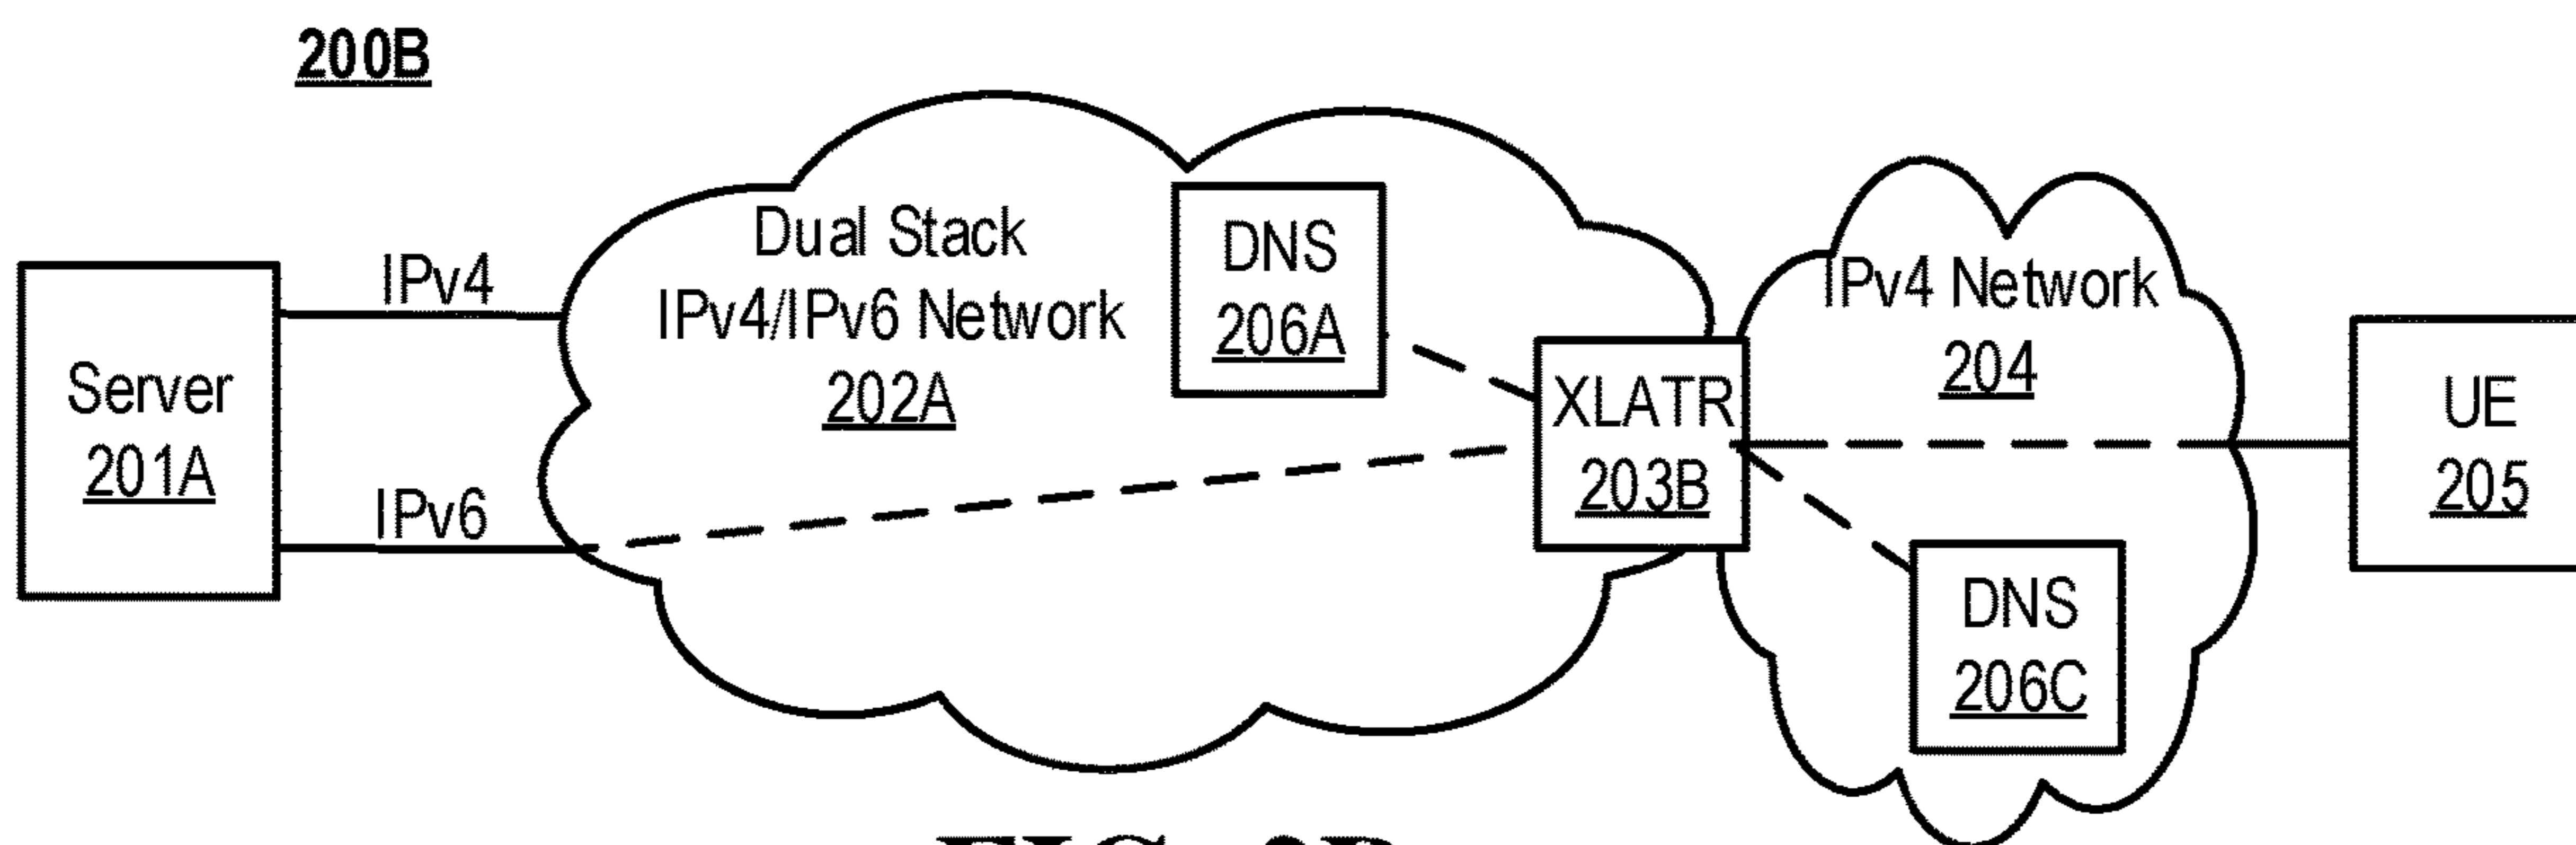 200B
Server
201A
IPv4
IPv6
Dual Stack
IPv4/IPv6 Network
202A
DNS
206A
XLATR
203B
IPv4 Network
204
DNS
206C
UE
205